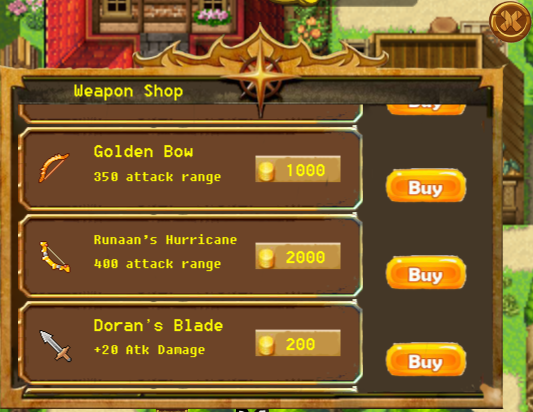 Weapon Shop
Buy
Golden Bow
350 attack range
1000
Buy
Runaan's Hurricane
400 attack range
2000
Buy
Doran's Blade
+20 Atk Damage
200
Buy